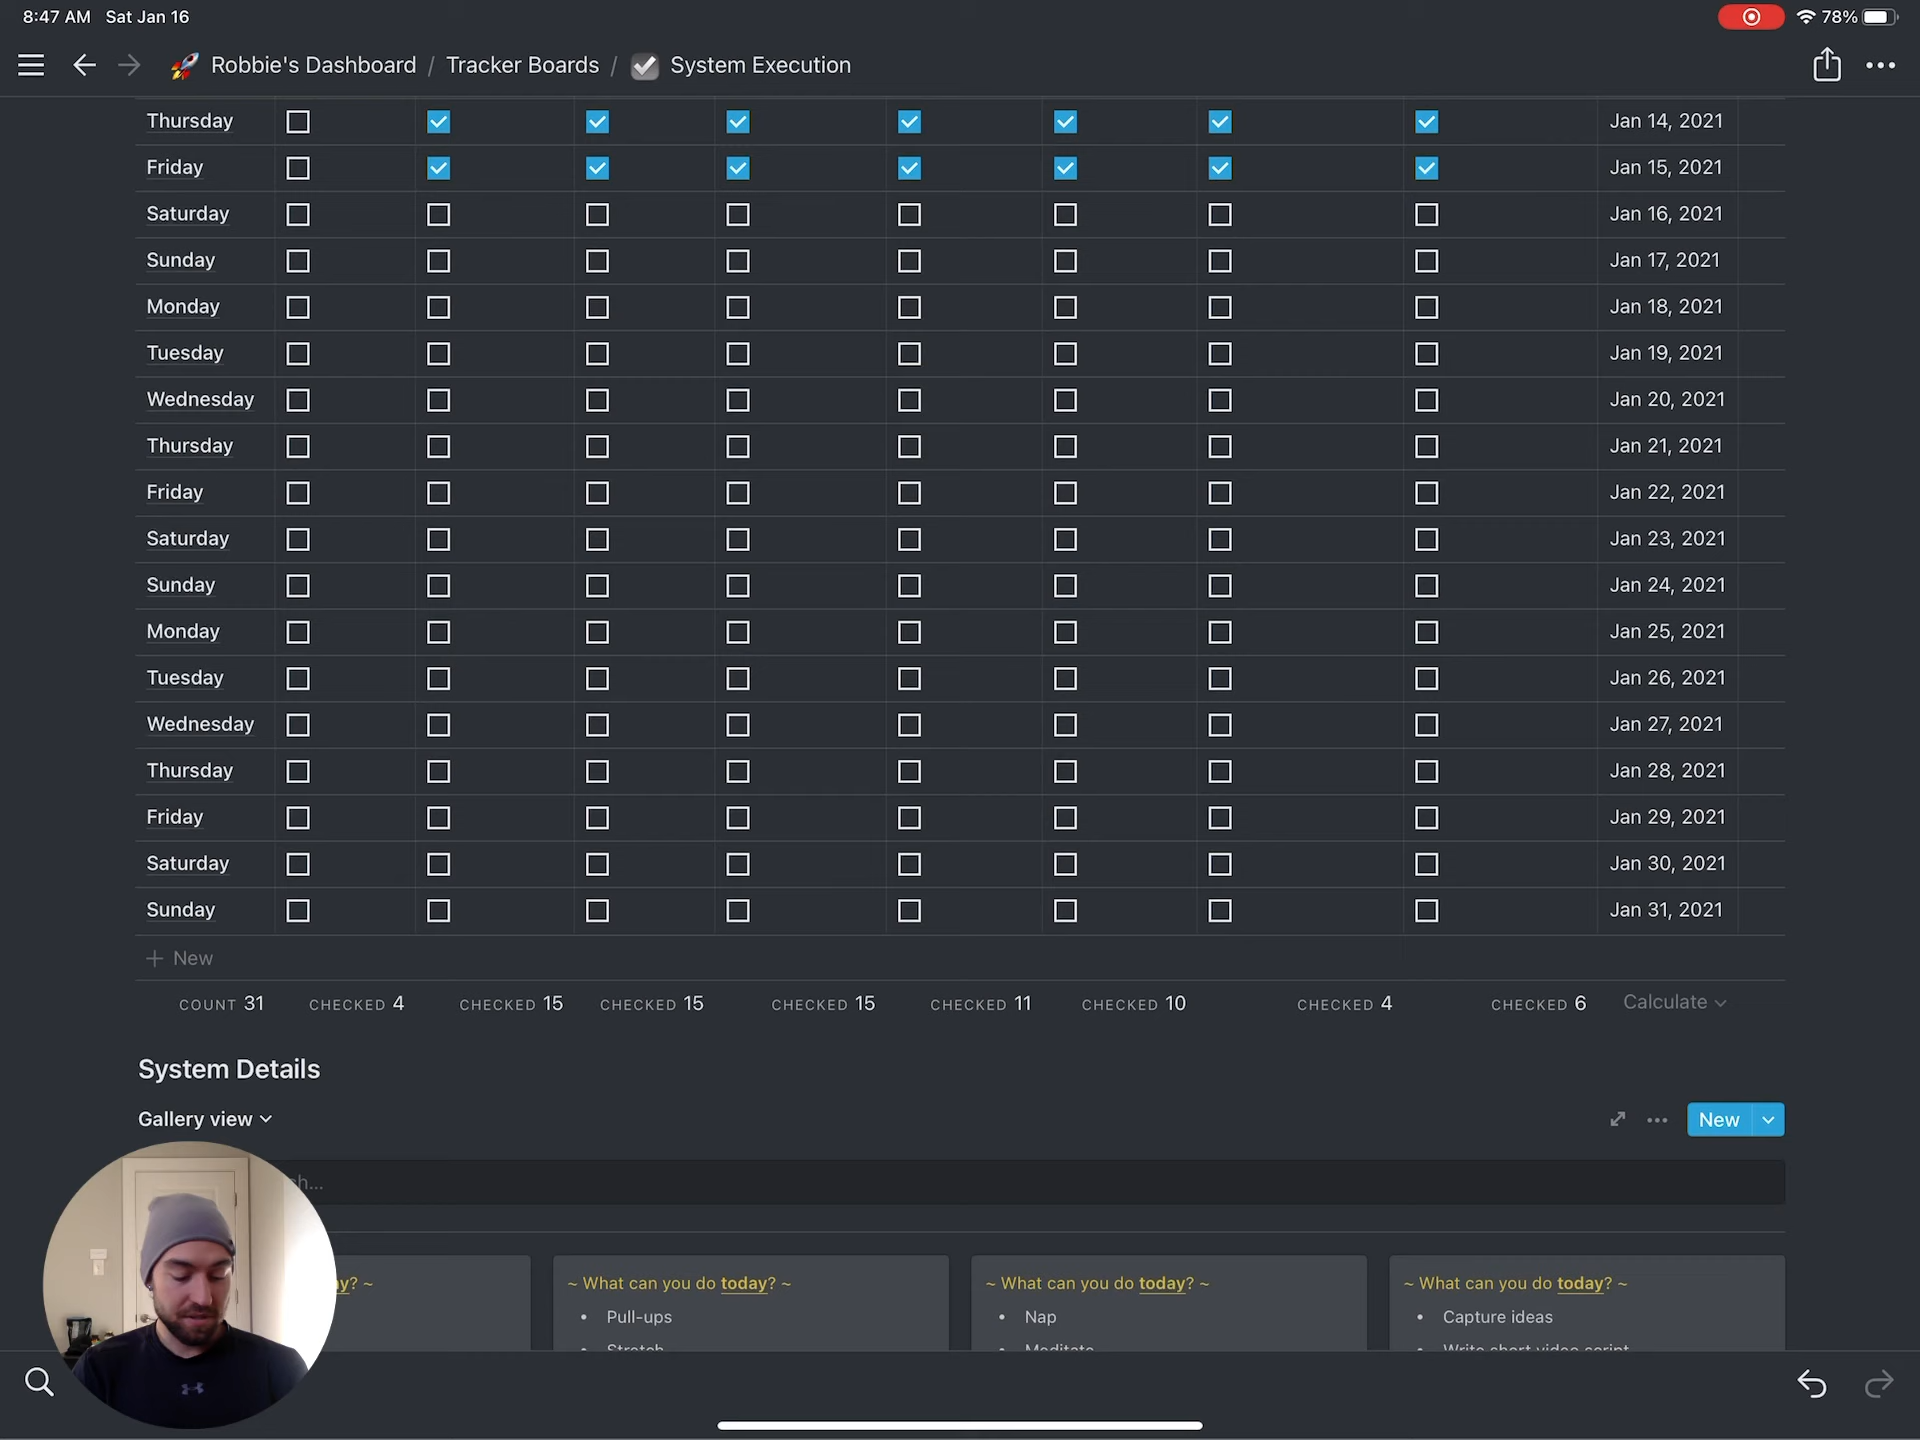 8:47 AM Sat Jan 16 78%
Robbie's Dashboard / Tracker Boards / System Execution
Thursday Jan 14, 2021
Friday Jan 15, 2021
Saturday Jan 16, 2021
Sunday Jan 17, 2021
Monday Jan 18, 2021
Tuesday Jan 19, 2021
Wednesday Jan 20, 2021
Thursday Jan 21, 2021
Friday Jan 22, 2021
Saturday Jan 23, 2021
Sunday Jan 24, 2021
Monday Jan 25, 2021
Tuesday Jan 26, 2021
Wednesday Jan 27, 2021
Thursday Jan 28, 2021
Friday Jan 29, 2021
Saturday Jan 30, 2021
Sunday Jan 31, 2021
+ New
COUNT 31 CHECKED 4 CHECKED 15 CHECKED 15 CHECKED 15 CHECKED 11 CHECKED 10 CHECKED 4 CHECKED 6 Calculate
System Details
Gallery view New
~ What can you do today? ~ ~ What can you do today? ~ ~ What can you do today? ~
• Pull-ups • Nap • Capture ideas
• Stretch • Meditate • Write short video script